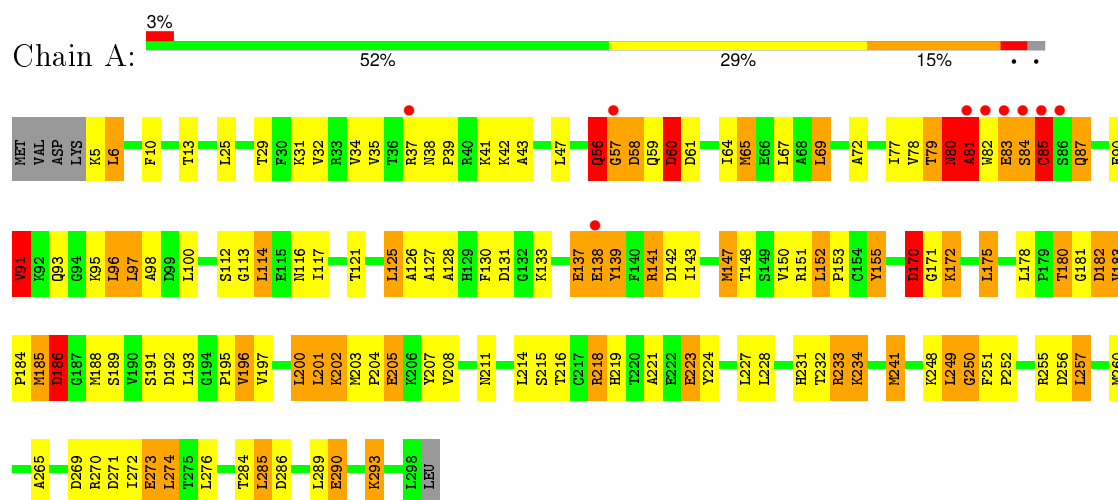 3%
Chain A:
52% 29% 15% • •
MET VAL ASP LYS K5 L6 F10 T13 L25 T29 F30 K31 V32 R33 V34 V35 T36 R37 N38 P39 R40 K41 K42 A43 L47 Q56 G57 D58 Q59 D60 D61 I64 M65 E66 L67 A68 L69 A72 I77 V78 T79 N80 A81 W82 E83 S84 C85 S86 Q87
V91 K92 Q93 G94 K95 L96 L97 A98 D99 L100 S112 G113 L114 E115 N116 I117 T121 L125 A126 A127 A128 H129 F130 D131 G132 K133 E137 E138 Y139 F140 R141 D142 I143 M147 T148 S149 V150 R151 L152 P153 C154 Y155 D170 G171 K172 L175 L178 P179 T180 G181 D182
P184 M185 D186 G187 M188 S189 V190 S191 D192 L193 G194 P195 V196 V197 L200 L201 K202 M203 P204 E205 K206 Y207 V208 N211 L214 S215 T216 C217 R218 H219 T220 A221 E222 E223 Y224 L227 L228 H231 T232 R233 K234 M241 K248 L249 G250 F251 P252 R255 D256 L257 M260
A265 D269 R270 D271 I272 E273 L274 T275 L276 T284 L285 D286 L289 E290 K293 L298 LEU